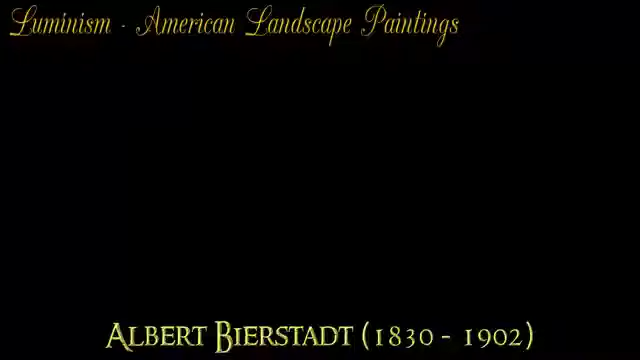 Luminism - American Landscape Paintings
Albert Bierstadt (1830 - 1902)